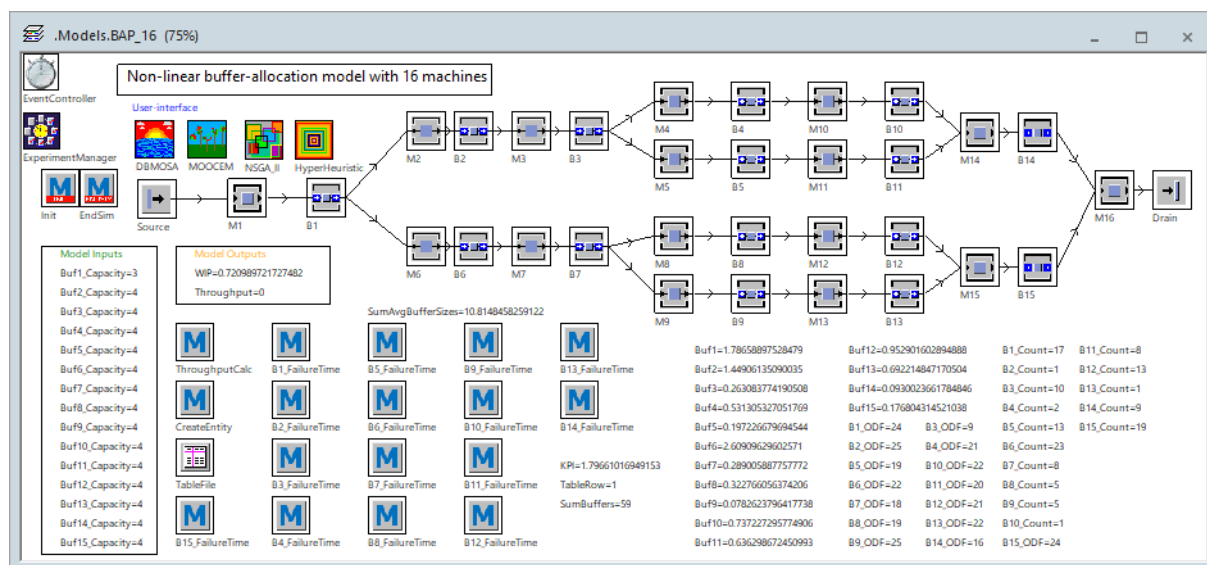 .Models.BAP_16 (75%)
EventController
Non-linear buffer-allocation model with 16 machines
User-interface
ExperimentManager
DBMOSA MOOCEM NSGA_II HyperHeuristic
Init EndSim
Source M1 B1
M2 B2 M3 B3
M4 B4 M10 B10
M5 B5 M11 B11
M14 B14
M6 B6 M7 B7
M8 B8 M12 B12
M9 B9 M13 B13
M15 B15
M16 Drain
Model Inputs
Buf1_Capacity=3
Buf2_Capacity=4
Buf3_Capacity=4
Buf4_Capacity=4
Buf5_Capacity=4
Buf6_Capacity=4
Buf7_Capacity=4
Buf8_Capacity=4
Buf9_Capacity=4
Buf10_Capacity=4
Buf11_Capacity=4
Buf12_Capacity=4
Buf13_Capacity=4
Buf14_Capacity=4
Buf15_Capacity=4
Model Outputs
WIP=0.720989721727482
Throughput=0
SumAvgBufferSizes=10.8148458259122
ThroughputCalc B1_FailureTime B5_FailureTime B9_FailureTime B13_FailureTime
CreateEntity B2_FailureTime B6_FailureTime B10_FailureTime B14_FailureTime
TableFile B3_FailureTime B7_FailureTime B11_FailureTime
B15_FailureTime B4_FailureTime B8_FailureTime B12_FailureTime
KPI=1.79661016949153
TableRow=1
SumBuffers=59
Buf1=1.78658897528479 Buf12=0.952901602894888 B1_Count=17 B11_Count=8
Buf2=1.44906135090035 Buf13=0.692214847170504 B2_Count=1 B12_Count=13
Buf3=0.263083774190508 Buf14=0.0930023661784846 B3_Count=10 B13_Count=1
Buf4=0.531305327051769 Buf15=0.176804314521038 B4_Count=2 B14_Count=9
Buf5=0.197226679694544 B1_ODF=24 B3_ODF=9 B5_Count=13 B15_Count=19
Buf6=2.60909629602571 B2_ODF=25 B4_ODF=21 B6_Count=23
Buf7=0.289005887757772 B5_ODF=19 B10_ODF=22 B7_Count=8
Buf8=0.322766056374206 B6_ODF=22 B11_ODF=20 B8_Count=5
Buf9=0.0782623796417738 B7_ODF=18 B12_ODF=21 B9_Count=5
Buf10=0.737227295774906 B8_ODF=19 B13_ODF=22 B10_Count=1
Buf11=0.636298672450993 B9_ODF=25 B14_ODF=16 B15_ODF=24